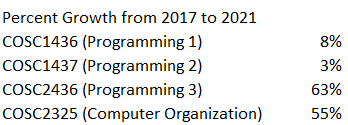 Percent Growth from 2017 to 2021
COSC1436 (Programming 1) 8%
COSC1437 (Programming 2) 3%
COSC2436 (Programming 3) 63%
COSC2325 (Computer Organization) 55%